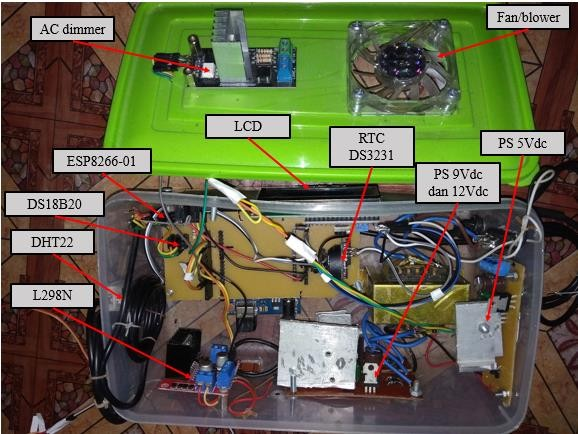 AC dimmer
Fan/blower
LCD
RTC
DS3231
PS 5Vdc
ESP8266-01
PS 9Vdc
dan 12Vdc
DS18B20
DHT22
L298N